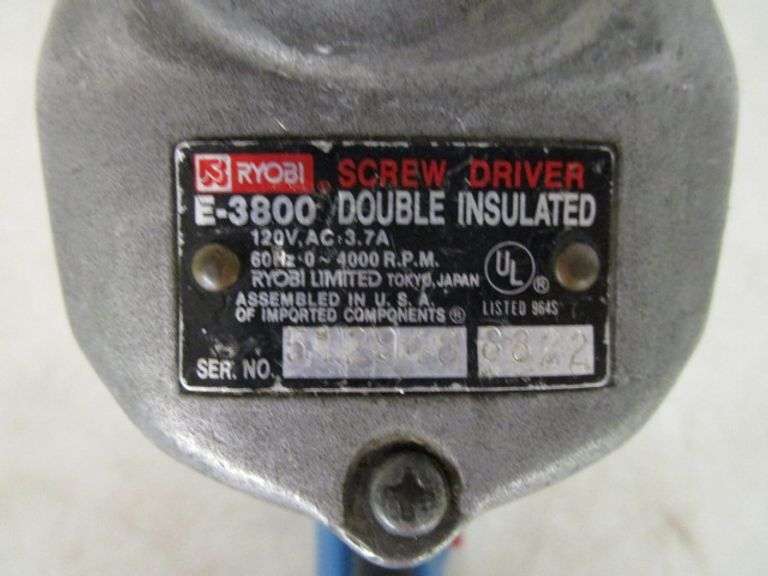 RYOBI ® SCREW DRIVER
E-3800 DOUBLE INSULATED
120V, AC· 3.7A
60Hz· 0 ~ 4000 R.P.M.
RYOBI LIMITED TOKYO, JAPAN
UL ®
ASSEMBLED IN U. S. A.
OF IMPORTED COMPONENTS ®
LISTED 964S
SER. NO.